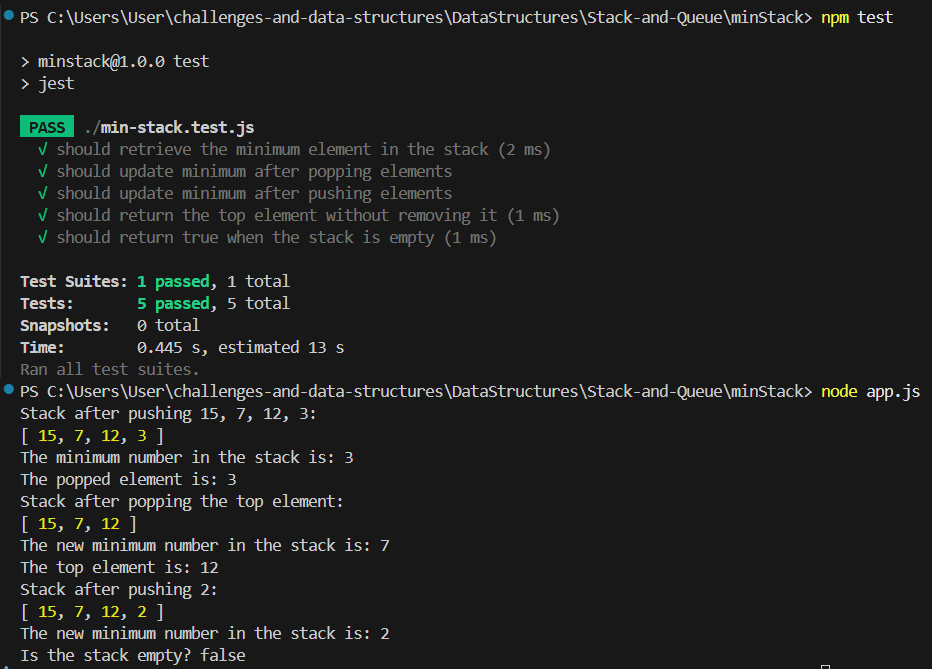 PS C:\Users\User\challenges-and-data-structures\DataStructures\Stack-and-Queue\minStack> npm test
> minstack@1.0.0 test
> jest
PASS ./min-stack.test.js
√ should retrieve the minimum element in the stack (2 ms)
√ should update minimum after popping elements
√ should update minimum after pushing elements
√ should return the top element without removing it (1 ms)
√ should return true when the stack is empty (1 ms)
Test Suites: 1 passed, 1 total
Tests: 5 passed, 5 total
Snapshots: 0 total
Time: 0.445 s, estimated 13 s
Ran all test suites.
PS C:\Users\User\challenges-and-data-structures\DataStructures\Stack-and-Queue\minStack> node app.js
Stack after pushing 15, 7, 12, 3:
[ 15, 7, 12, 3 ]
The minimum number in the stack is: 3
The popped element is: 3
Stack after popping the top element:
[ 15, 7, 12 ]
The new minimum number in the stack is: 7
The top element is: 12
Stack after pushing 2:
[ 15, 7, 12, 2 ]
The new minimum number in the stack is: 2
Is the stack empty? false